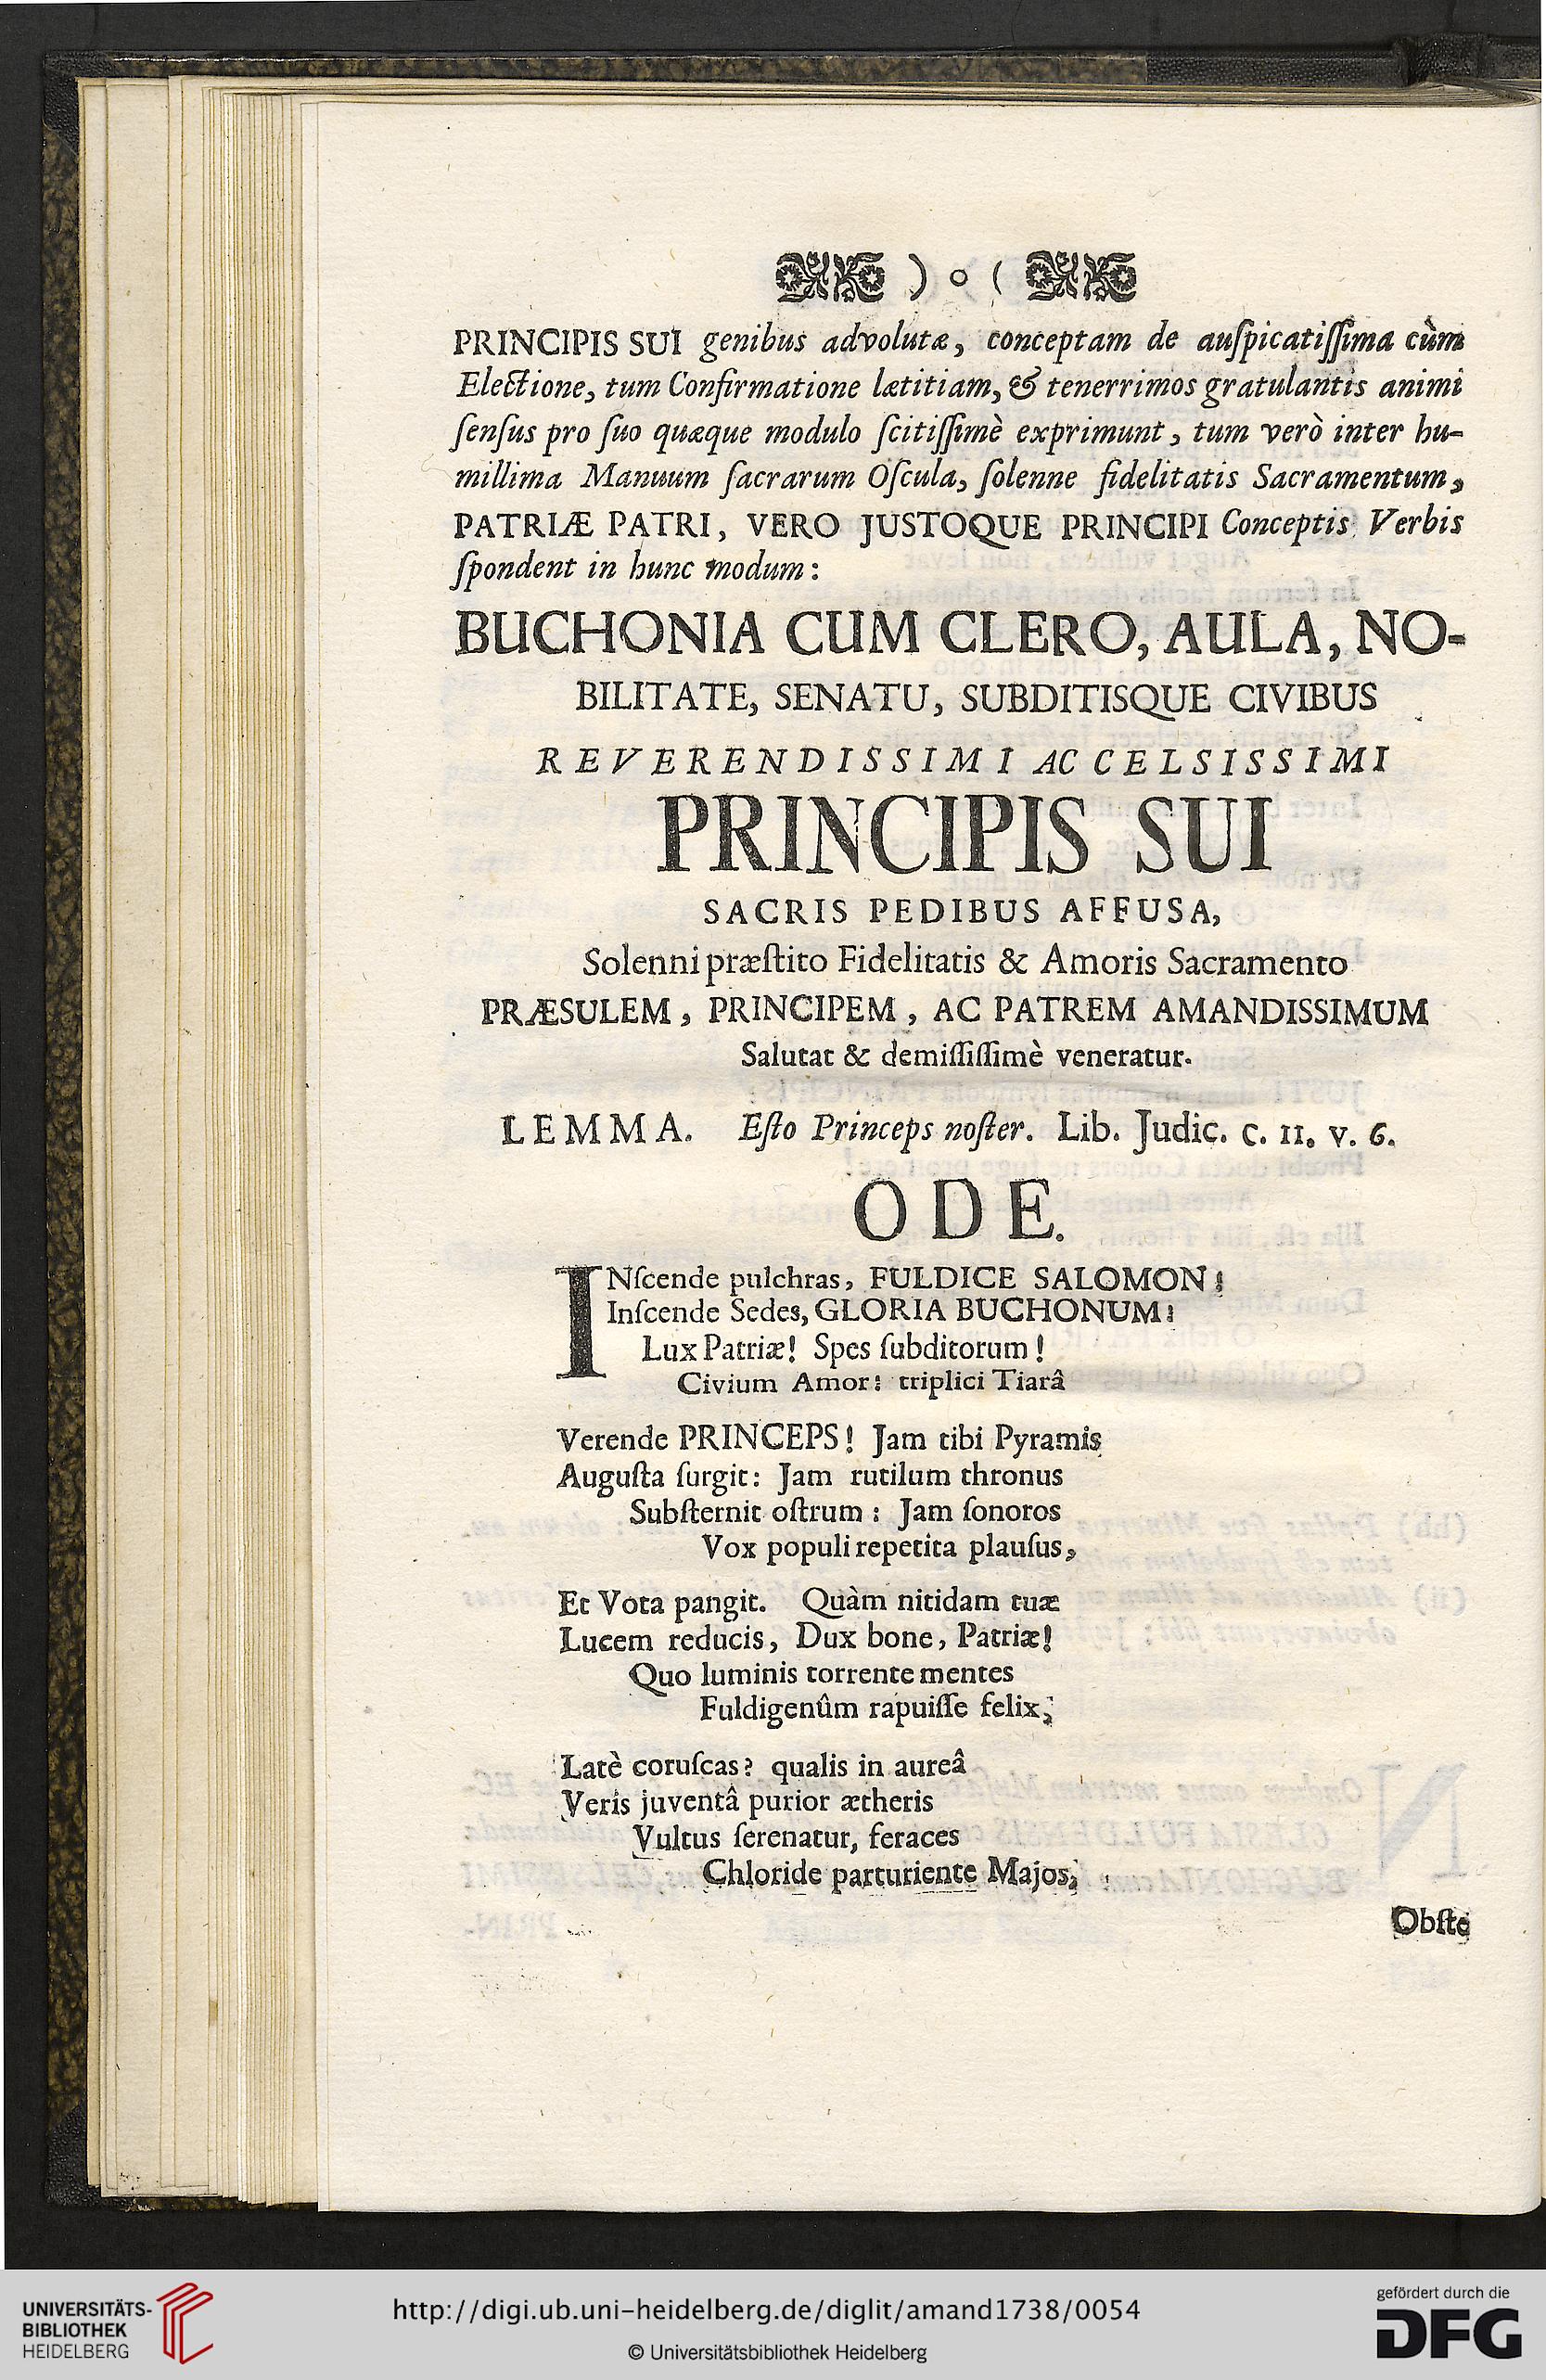 ) o (
PRINCIPIS SUI genibus advolutæ, conceptam de auſpicatiſſima cùm
Electione, tum Confirmatione lætitiam, & tenerrimos gratulantis animi
ſenſus pro ſuo quæque modulo ſcitiſſimè exprimunt, tum verò inter hu-
millima Manuum ſacrarum Oſcula, ſolenne fidelitatis Sacramentum,
PATRIÆ PATRI, VERO JUSTOQUE PRINCIPI Conceptis Verbis
ſpondent in hunc modum:
BUCHONIA CUM CLERO, AULA, NO-
BILITATE, SENATU, SUBDITISQUE CIVIBUS
REVERENDISSIMI AC CELSISSIMI
PRINCIPIS SUI
SACRIS PEDIBUS AFFUSA,
Solenni præſtito Fidelitatis & Amoris Sacramento
PRÆSULEM, PRINCIPEM, AC PATREM AMANDISSIMUM
Salutat & demiſſiſſimè veneratur.
LEMMA. Eſto Princeps noſter. Lib. Judic. c. 11. v. 6.
ODE.
INſcende pulchras, FULDICE SALOMON!
Inſcende Sedes, GLORIA BUCHONUM!
Lux Patriæ! Spes ſubditorum!
Civium Amor! triplici Tiarâ
Verende PRINCEPS! Jam tibi Pyramis
Auguſta ſurgit: Jam rutilum thronus
Subſternit oſtrum: Jam ſonoros
Vox populi repetita plauſus,
Et Vota pangit. Quàm nitidam tuæ
Lucem reducis, Dux bone, Patriæ!
Quo luminis torrente mentes
Fuldigenûm rapuiſſe felix,
Latè coruſcas? qualis in aureâ
Veris juventâ purior ætheris
Vultus ſerenatur, feraces
Chloride parturiente Majos,
Obſte
UNIVERSITÄTS-
BIBLIOTHEK
HEIDELBERG
http://digi.ub.uni-heidelberg.de/diglit/amand1738/0054
© Universitätsbibliothek Heidelberg
gefördert durch die
DFG